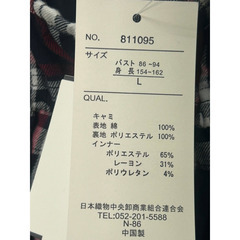 NO. 811095
サイズ
バスト 86~94
身 長 154~162
L
QUAL.
キャミ
表地 綿 100%
裏地 ポリエステル 100%
インナー
ポリエステル 65%
レーヨン 31%
ポリウレタン 4%
日本織物中央卸商業組合連合会
TEL:052-201-5588
N-86
中国製